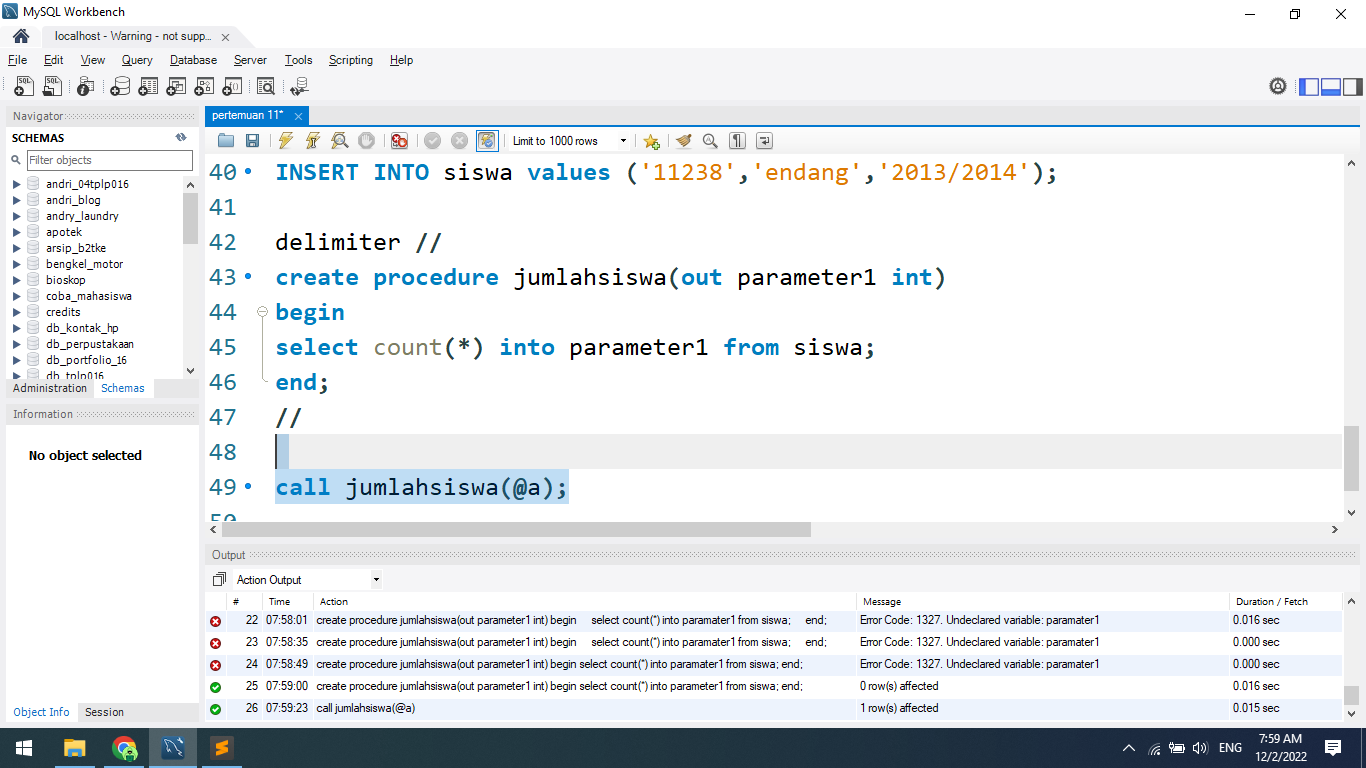 MySQL Workbench
localhost - Warning - not supp...
File Edit View Query Database Server Tools Scripting Help
Navigator
SCHEMAS
Filter objects
andri_04tplp016
andri_blog
andry_laundry
apotek
arsip_b2tke
bengkel_motor
bioskop
coba_mahasiswa
credits
db_kontak_hp
db_perpustakaan
db_portfolio_16
db_tplp016
Administration Schemas
Information
No object selected
Object Info Session
pertemuan 11*
Limit to 1000 rows
40 INSERT INTO siswa values ('11238','endang','2013/2014');
41
42 delimiter //
43 create procedure jumlahsiswa(out parameter1 int)
44 begin
45 select count(*) into parameter1 from siswa;
46 end;
47 //
48
49 call jumlahsiswa(@a);
50
Output
Action Output
# Time Action Message Duration / Fetch
22 07:58:01 create procedure jumlahsiswa(out parameter1 int) begin select count(*) into paramater1 from siswa; end; Error Code: 1327. Undeclared variable: paramater1 0.016 sec
23 07:58:35 create procedure jumlahsiswa(out parameter1 int) begin select count(*) into paramater1 from siswa; end; Error Code: 1327. Undeclared variable: paramater1 0.000 sec
24 07:58:49 create procedure jumlahsiswa(out parameter1 int) begin select count(*) into paramater1 from siswa; end; Error Code: 1327. Undeclared variable: paramater1 0.000 sec
25 07:59:00 create procedure jumlahsiswa(out parameter1 int) begin select count(*) into parameter1 from siswa; end; 0 row(s) affected 0.016 sec
26 07:59:23 call jumlahsiswa(@a) 1 row(s) affected 0.015 sec
ENG
7:59 AM
12/2/2022